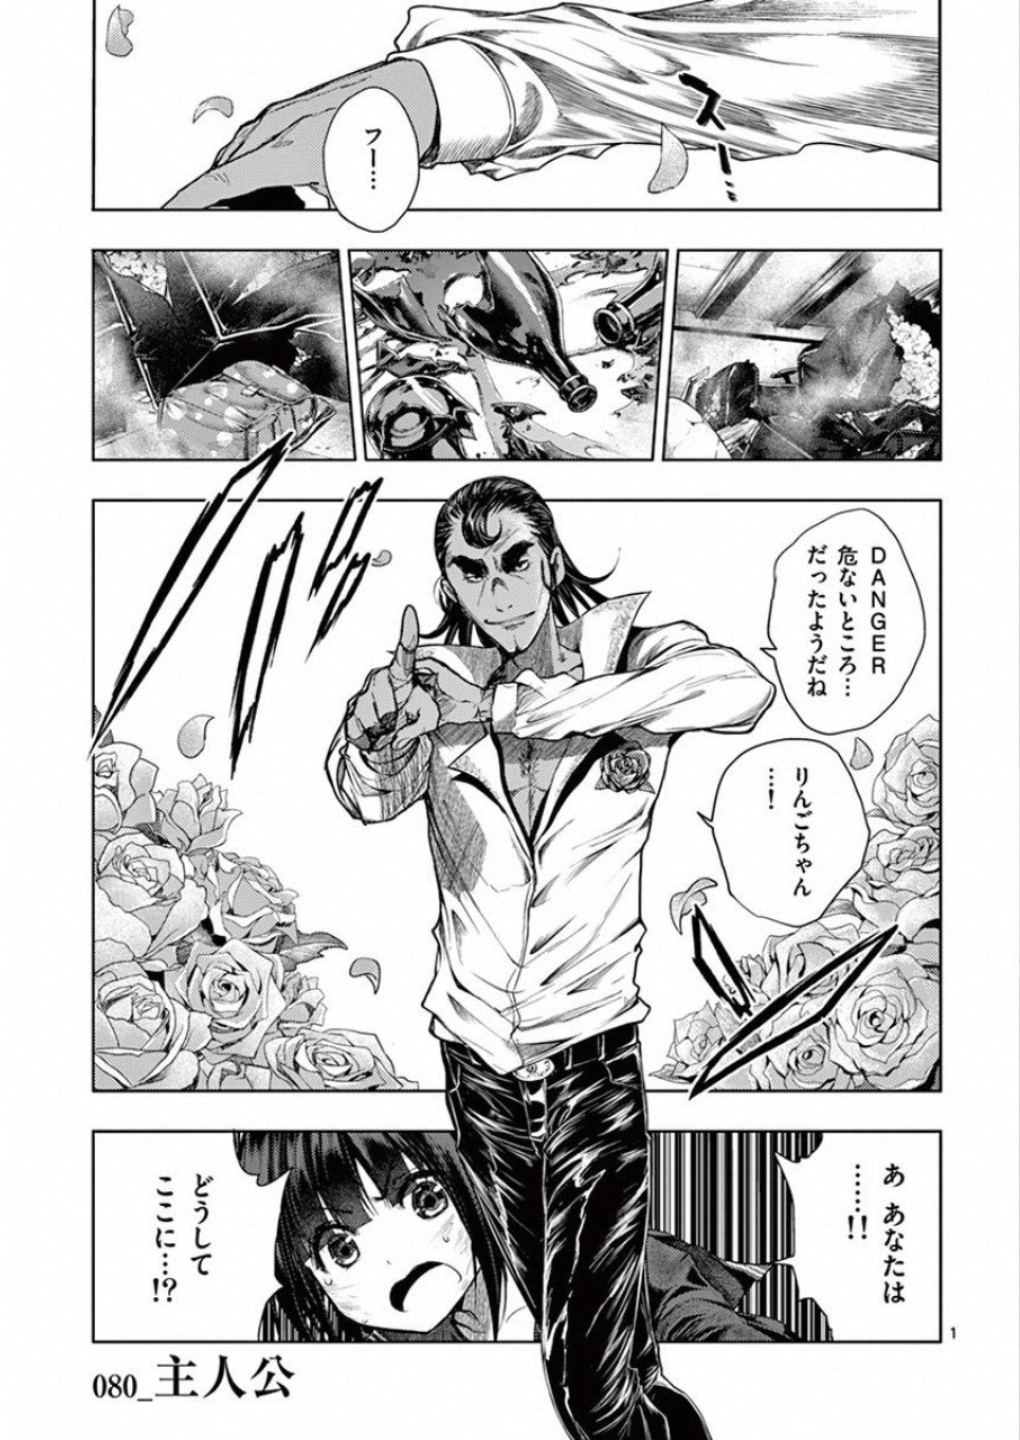 ス…
フー…
DANGER
危ないところ…
だったようだね
りんごちゃん
…!
あ あなたは
……!!
どうして
ここに…!?
1
080_主人公